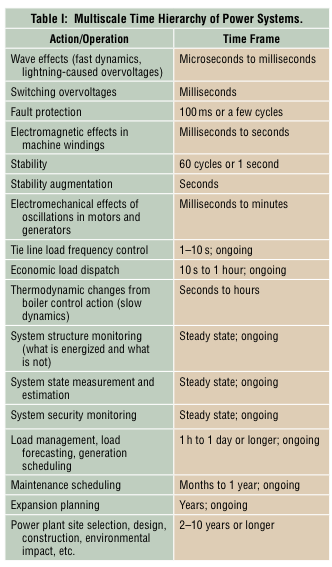 Table I: Multiscale Time Hierarchy of Power Systems.
Action/Operation Time Frame
Wave effects (fast dynamics, Microseconds to milliseconds
lightning-caused overvoltages)
Switching overvoltages Milliseconds
Fault protection 100 ms or a few cycles
Electromagnetic effects in Milliseconds to seconds
machine windings
Stability 60 cycles or 1 second
Stability augmentation Seconds
Electromechanical effects of Milliseconds to minutes
oscillations in motors and
generators
Tie line load frequency control 1–10 s; ongoing
Economic load dispatch 10 s to 1 hour; ongoing
Thermodynamic changes from Seconds to hours
boiler control action (slow
dynamics)
System structure monitoring Steady state; ongoing
(what is energized and what
is not)
System state measurement and Steady state; ongoing
estimation
System security monitoring Steady state; ongoing
Load management, load 1 h to 1 day or longer; ongoing
forecasting, generation
scheduling
Maintenance scheduling Months to 1 year; ongoing
Expansion planning Years; ongoing
Power plant site selection, design, 2–10 years or longer
construction, environmental
impact, etc.